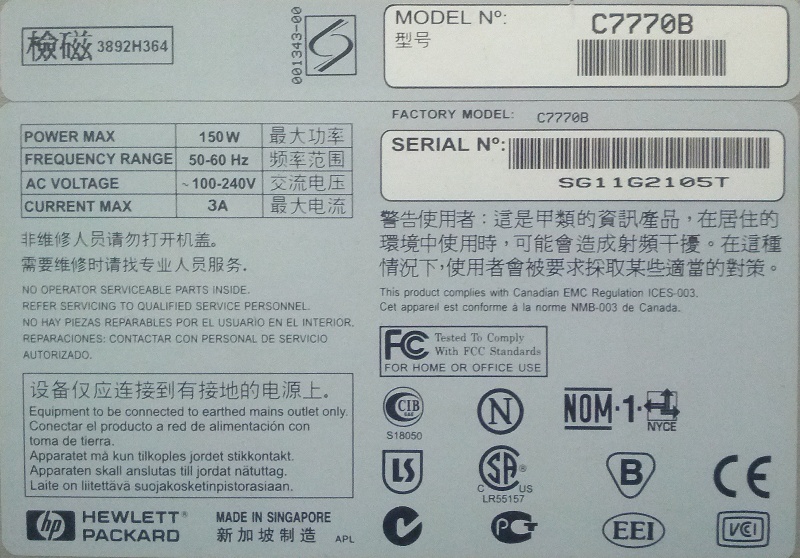 檢磁 3892H364
001343-00
MODEL Nº: C7770B
型号
FACTORY MODEL: C7770B
POWER MAX 150W 最大功率
FREQUENCY RANGE 50-60 Hz 频率范围
AC VOLTAGE ~100-240V 交流电压
CURRENT MAX 3A 最大电流
SERIAL Nº:
SG11G2105T
非维修人员请勿打开机盖。
需要维修时请找专业人员服务.
NO OPERATOR SERVICEABLE PARTS INSIDE.
REFER SERVICING TO QUALIFIED SERVICE PERSONNEL.
NO HAY PIEZAS REPARABLES POR EL USUARIO EN EL INTERIOR.
REPARACIONES: CONTACTAR CON PERSONAL DE SERVICIO
AUTORIZADO.
警告使用者：這是甲類的資訊產品，在居住的
環境中使用時，可能會造成射頻干擾。在這種
情况下，使用者會被要求採取某些適當的對策。
This product complies with Canadian EMC Regulation ICES-003.
Cet appareil est conforme à la norme NMB-003 de Canada.
FC Tested To Comply
With FCC Standards
FOR HOME OR OFFICE USE
设备仅应连接到有接地的电源上。
Equipment to be connected to earthed mains outlet only.
Conectar el producto a red de alimentación con
toma de tierra.
Apparatet må kun tilkoples jordet stikkontakt.
Apparaten skall anslutas till jordat nätuttag.
Laite on liitettävä suojakosketinpistorasiaan.
CIB
S18050
N
NOM·1·
NYCE
LS
SA ®
C US
LR55157
B
CE
hp HEWLETT®
PACKARD
MADE IN SINGAPORE
新加坡制造 APL
EEI
VCI